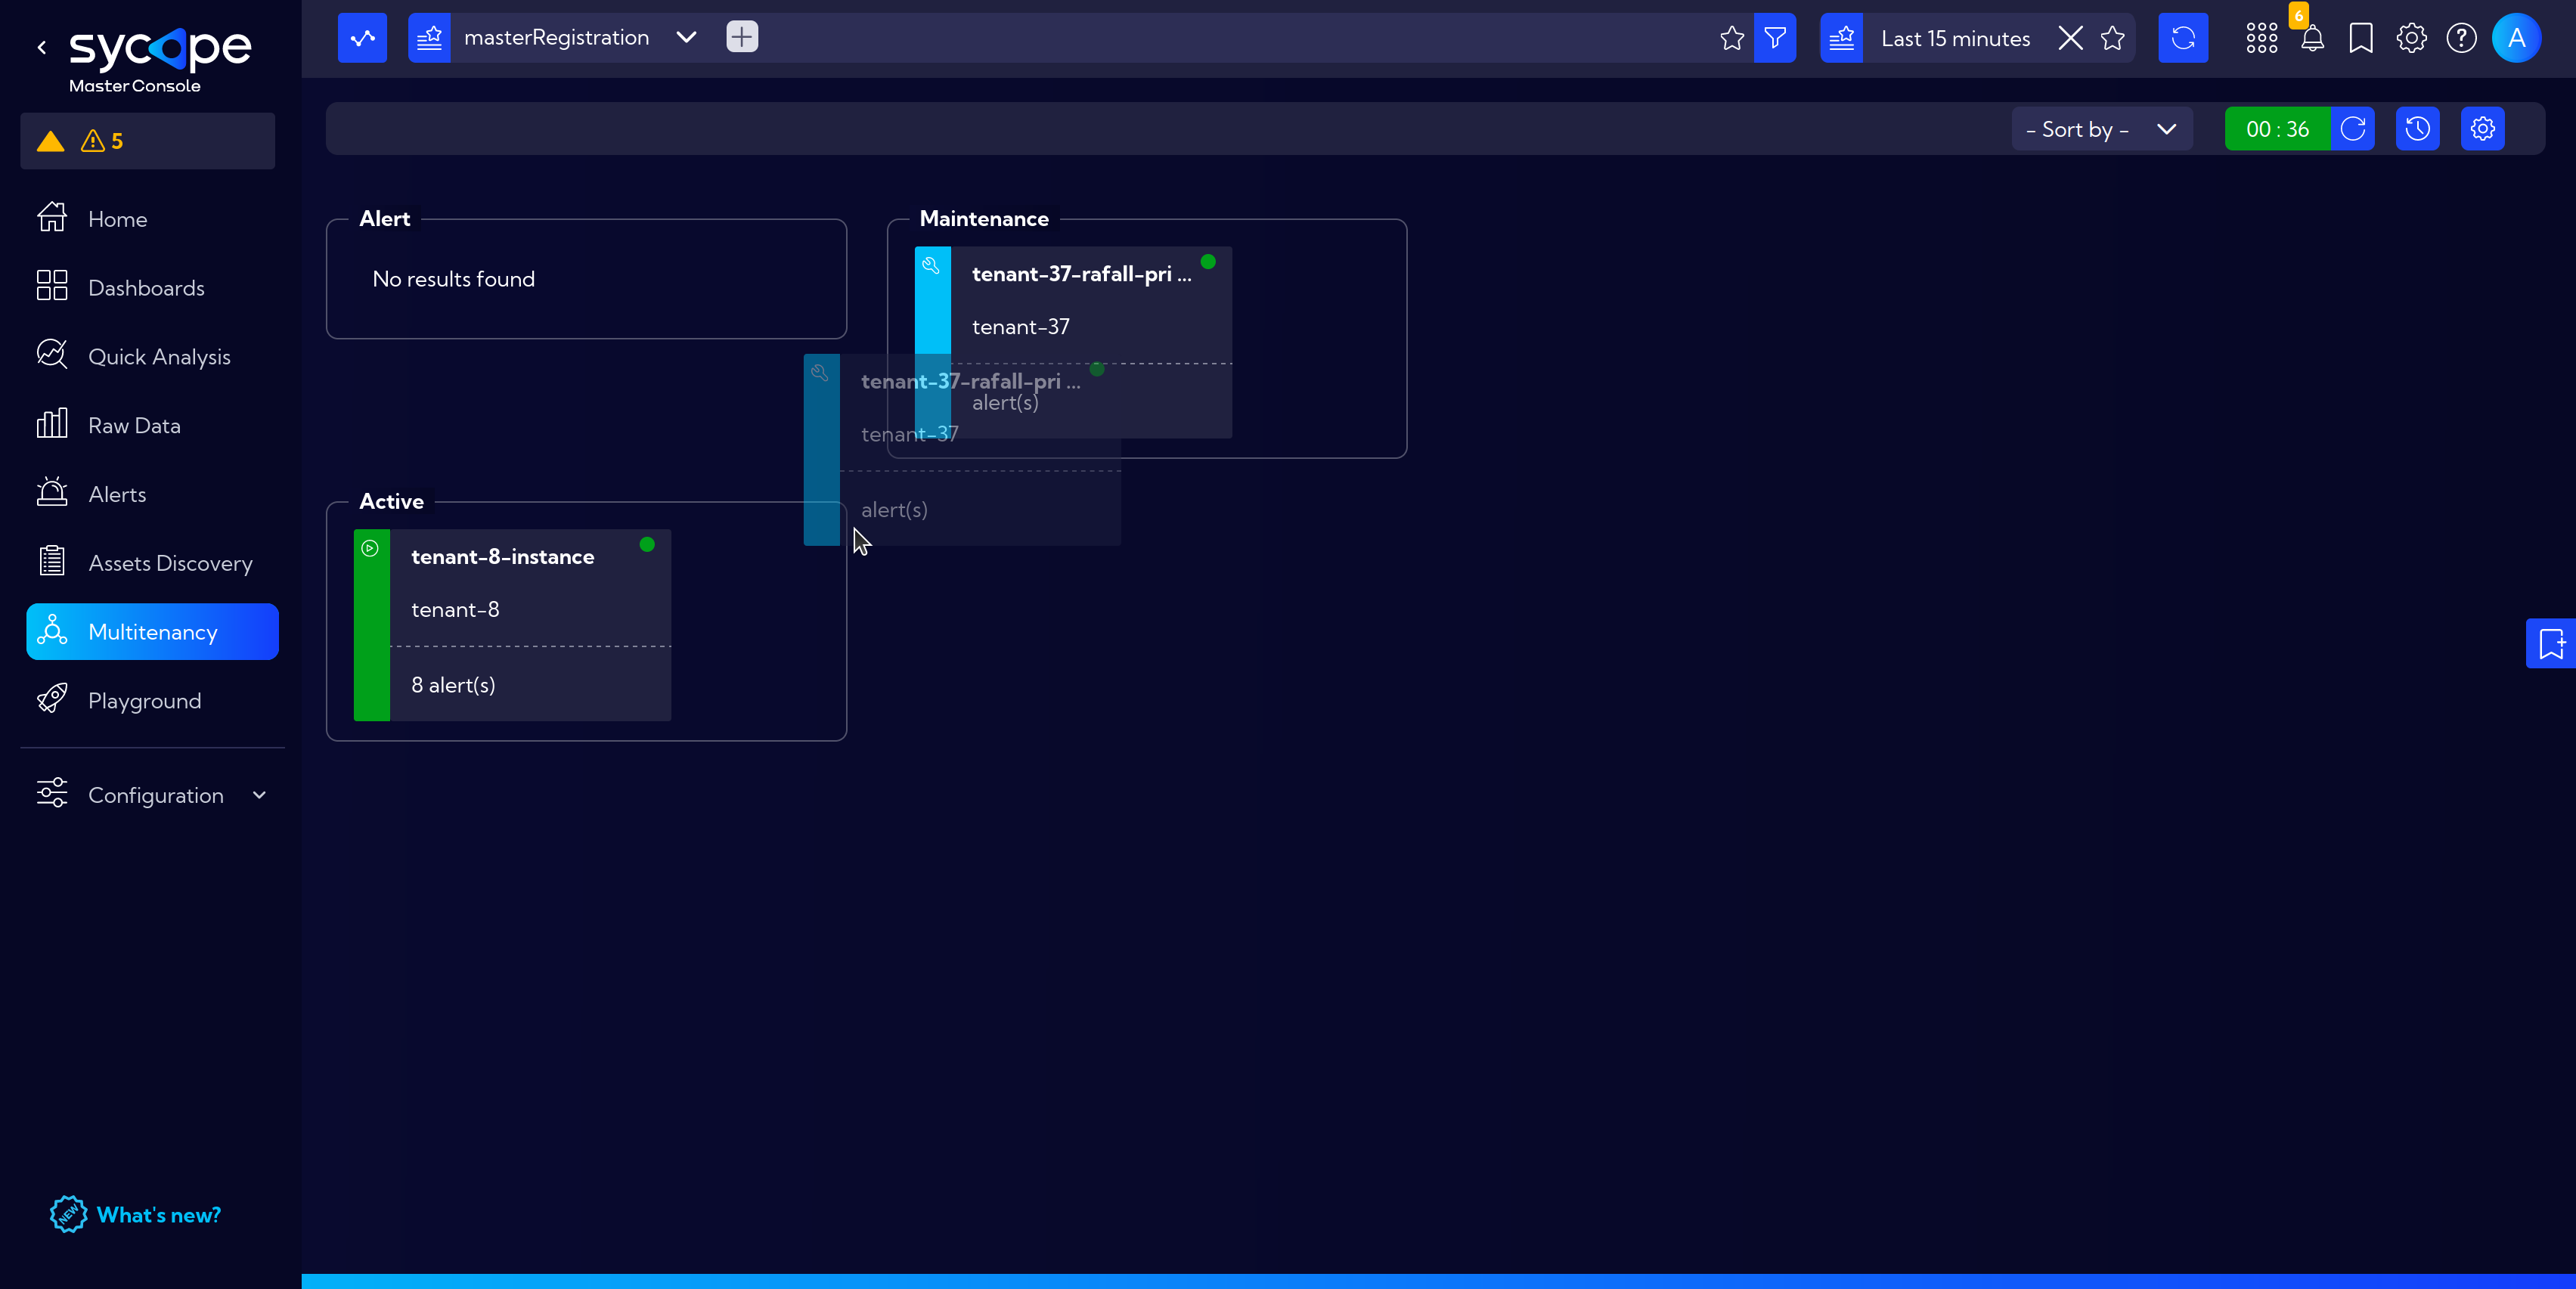 sycope
Master Console
5
Home
Dashboards
Quick Analysis
Raw Data
Alerts
Assets Discovery
Multitenancy
Playground
Configuration
NEW
What's new?
masterRegistration
Last 15 minutes
6
A
- Sort by -
00 : 36
Alert
No results found
Maintenance
tenant-37-rafall-pri ...
tenant-37
alert(s)
tenant-37-rafall-pri ...
tenant-37
alert(s)
Active
tenant-8-instance
tenant-8
8 alert(s)